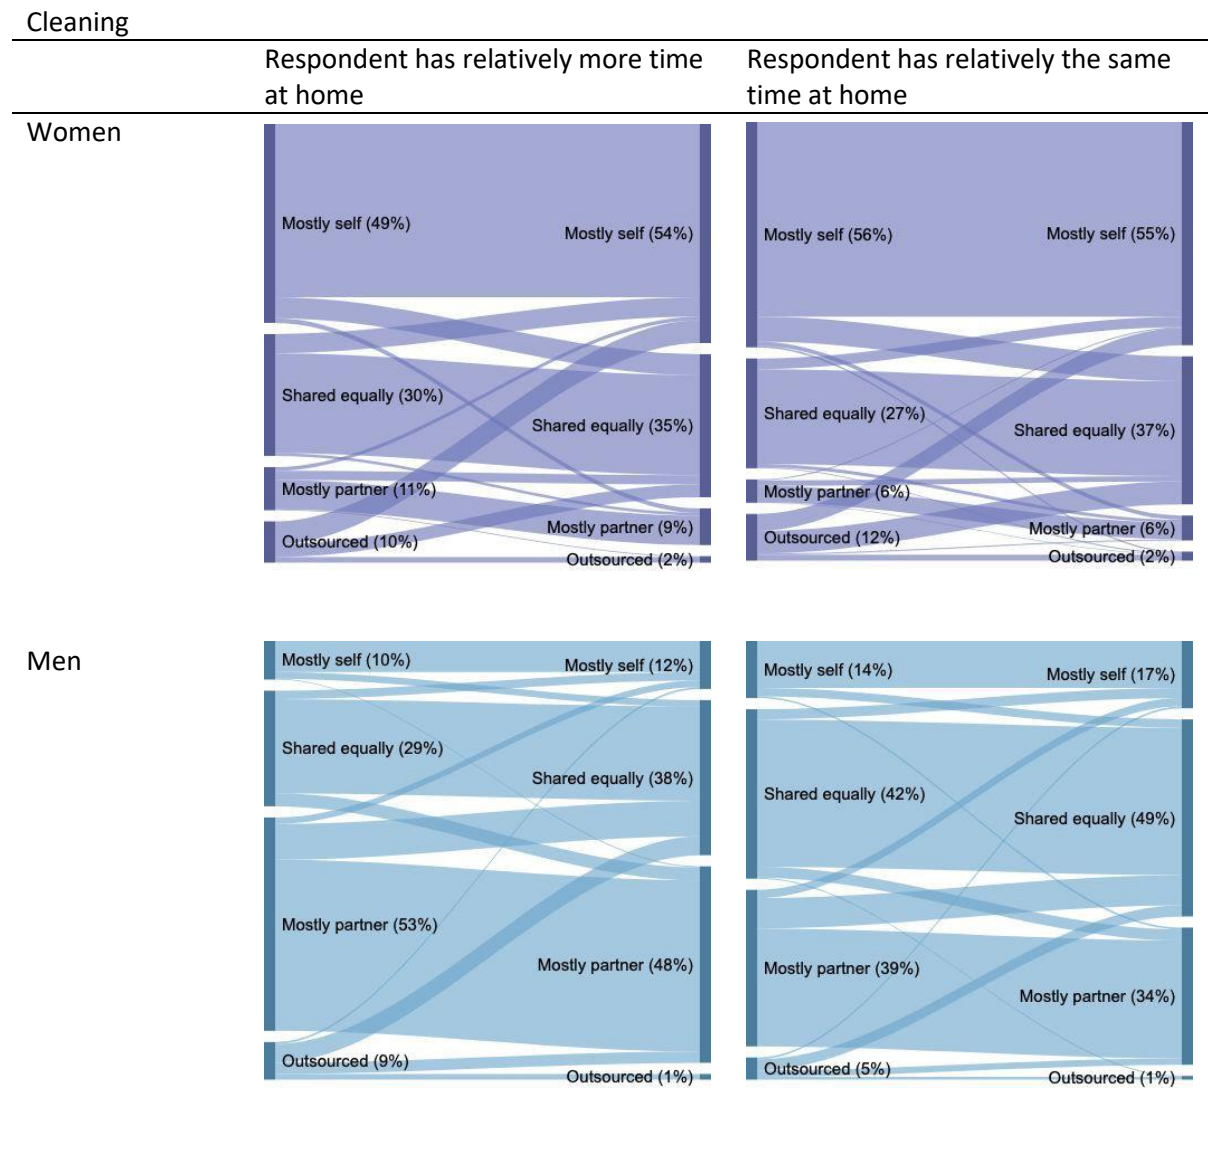 Cleaning
Respondent has relatively more time
at home
Respondent has relatively the same
time at home
Women
Mostly self (49%)
Shared equally (30%)
Mostly partner (11%)
Outsourced (10%)
Mostly self (54%)
Shared equally (35%)
Mostly partner (9%)
Outsourced (2%)
Mostly self (56%)
Shared equally (27%)
Mostly partner (6%)
Outsourced (12%)
Mostly self (55%)
Shared equally (37%)
Mostly partner (6%)
Outsourced (2%)
Men
Mostly self (10%)
Shared equally (29%)
Mostly partner (53%)
Outsourced (9%)
Mostly self (12%)
Shared equally (38%)
Mostly partner (48%)
Outsourced (1%)
Mostly self (14%)
Shared equally (42%)
Mostly partner (39%)
Outsourced (5%)
Mostly self (17%)
Shared equally (49%)
Mostly partner (34%)
Outsourced (1%)